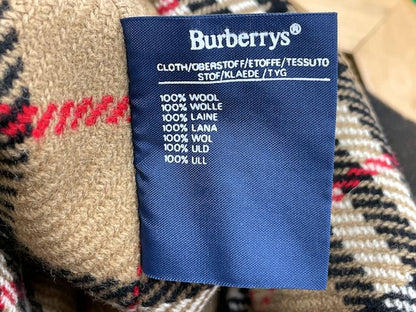 Burberrys®
CLOTH/OBERSTOFF/ETOFFE/TESSUTO
STOF/KLAEDE/TYG
100% WOOL
100% WOLLE
100% LAINE
100% LANA
100% WOL
100% ULD
100% ULL